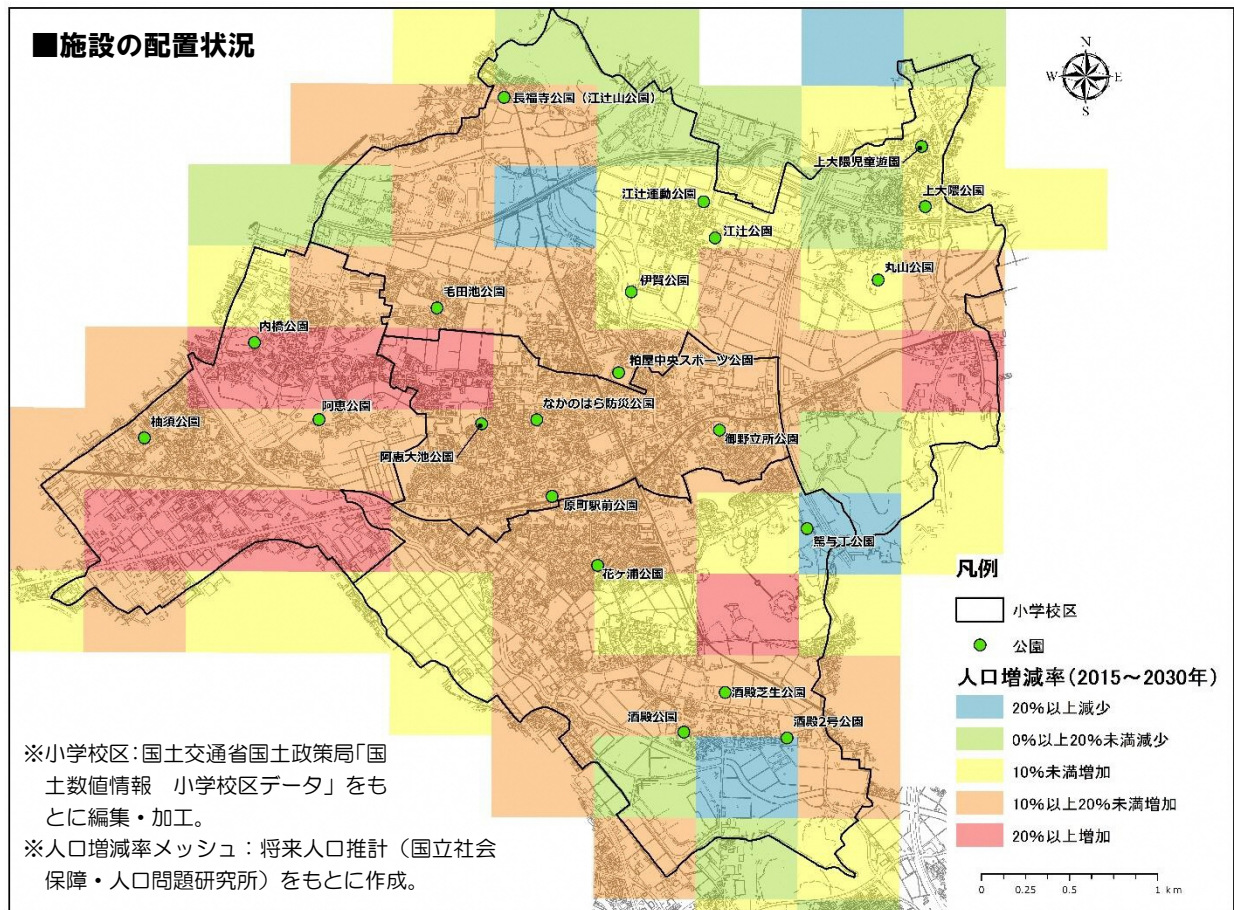 ■施設の配置状況
N
W E
S
長福寺公園（江辻山公園）
上大隈児童遊園
江辻運動公園
上大隈公園
江辻公園
丸山公園
伊賀公園
毛田池公園
内橋公園
粕屋中央スポーツ公園
阿恵公園
なかのはら防災公園
柚須公園
御野立所公園
阿恵大池公園
原町駅前公園
駕与丁公園
花ヶ浦公園
酒殿芝生公園
酒殿公園
酒殿2号公園
凡例
小学校区
公園
人口増減率(2015～2030年)
20%以上減少
0%以上20%未満減少
10%未満増加
10%以上20%未満増加
20%以上増加
0 0.25 0.5 1 km
※小学校区：国土交通省国土政策局「国
土数値情報　小学校区データ」をも
とに編集・加工。
※人口増減率メッシュ：将来人口推計（国立社会
保障・人口問題研究所）をもとに作成。